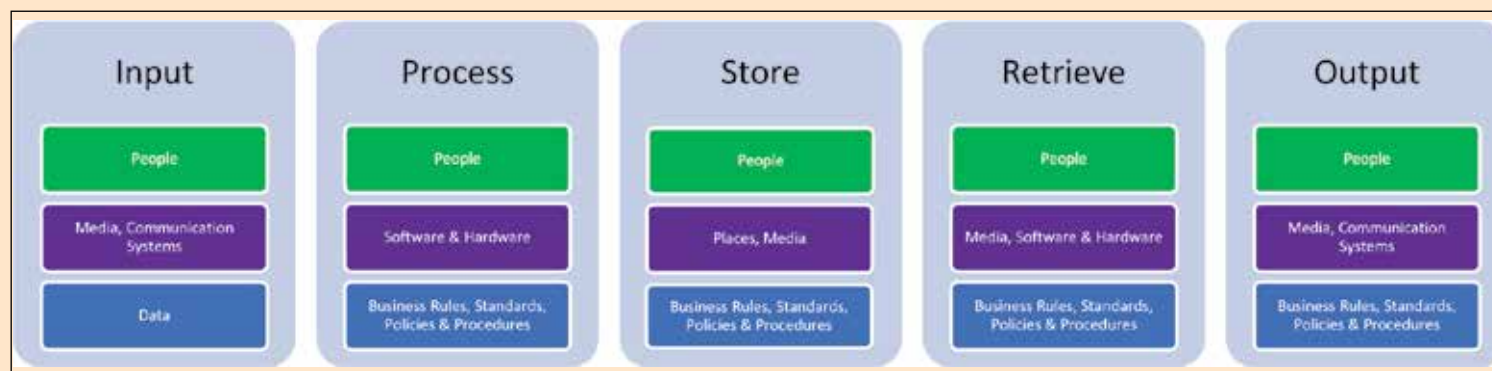 Input
People
Media, Communication
Systems
Data
Process
People
Software & Hardware
Business Rules, Standards,
Policies & Procedures
Store
People
Places, Media
Business Rules, Standards,
Policies & Procedures
Retrieve
People
Media, Software & Hardware
Business Rules, Standards,
Policies & Procedures
Output
People
Media, Communication
Systems
Business Rules, Standards,
Policies & Procedures